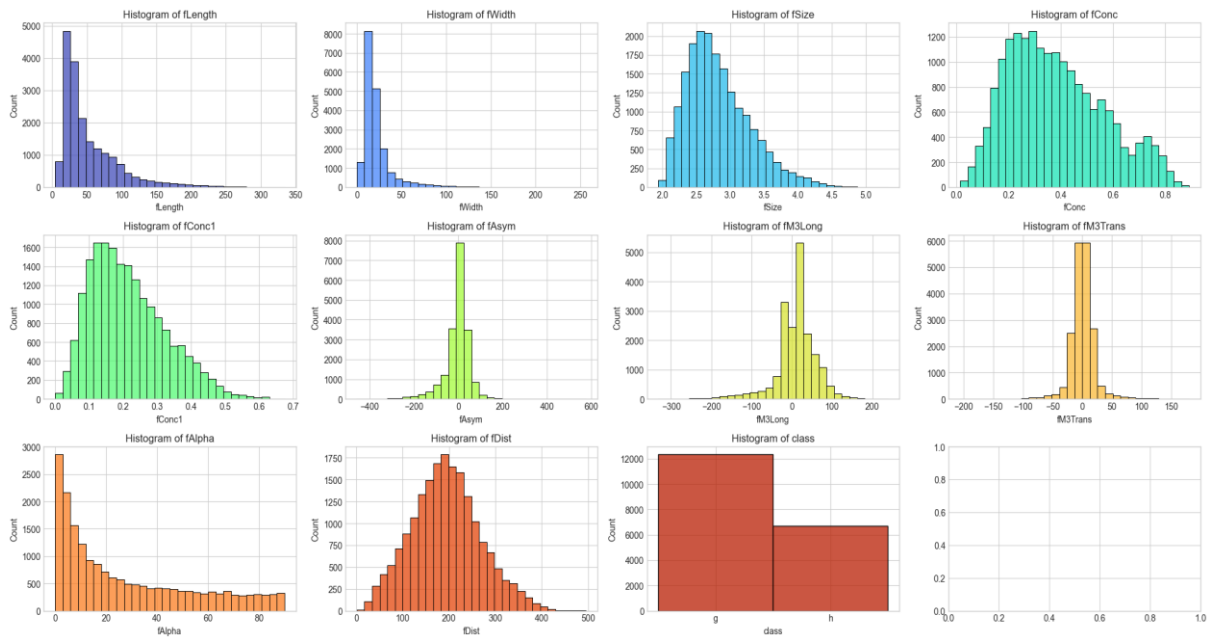 Histogram of fLength
Histogram of fWidth
Histogram of fSize
Histogram of fConc
5000
4000
3000
2000
1000
0
Count
0 50 100 150 200 250 300 350
fLength
8000
7000
6000
5000
4000
3000
2000
1000
0
Count
0 50 100 150 200 250
fWidth
2000
1750
1500
1250
1000
750
500
250
0
Count
2.0 2.5 3.0 3.5 4.0 4.5 5.0
fSize
1200
1000
800
600
400
200
0
Count
0.0 0.2 0.4 0.6 0.8
fConc
Histogram of fConc1
Histogram of fAsym
Histogram of fM3Long
Histogram of fM3Trans
1600
1400
1200
1000
800
600
400
200
0
Count
0.0 0.1 0.2 0.3 0.4 0.5 0.6 0.7
fConc1
8000
7000
6000
5000
4000
3000
2000
1000
0
Count
−400 −200 0 200 400 600
fAsym
5000
4000
3000
2000
1000
0
Count
−300 −200 −100 0 100 200
fM3Long
6000
5000
4000
3000
2000
1000
0
Count
−200 −150 −100 −50 0 50 100 150
fM3Trans
Histogram of fAlpha
Histogram of fDist
Histogram of class
3000
2500
2000
1500
1000
500
0
Count
0 20 40 60 80
fAlpha
1750
1500
1250
1000
750
500
250
0
Count
0 100 200 300 400 500
fDist
12000
10000
8000
6000
4000
2000
0
Count
g h
class
1.0
0.8
0.6
0.4
0.2
0.0
0.0 0.2 0.4 0.6 0.8 1.0